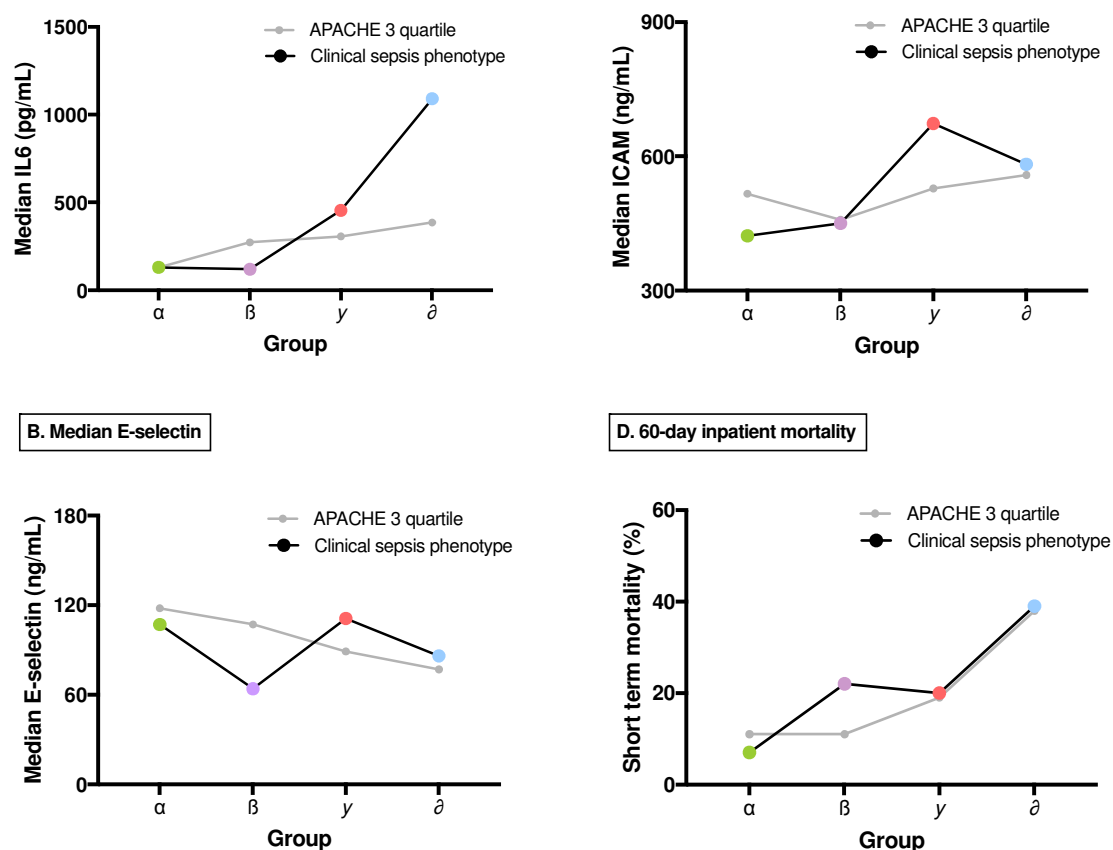 Median IL6 (pg/mL)
1500
1000
500
0
APACHE 3 quartile
Clinical sepsis phenotype
α
ß
y
∂
Group
Median ICAM (ng/mL)
900
600
300
APACHE 3 quartile
Clinical sepsis phenotype
α
ß
y
∂
Group
B. Median E-selectin
Median E-selectin (ng/mL)
180
120
60
0
APACHE 3 quartile
Clinical sepsis phenotype
α
ß
y
∂
Group
D. 60-day inpatient mortality
Short term mortality (%)
60
40
20
0
APACHE 3 quartile
Clinical sepsis phenotype
α
ß
y
∂
Group